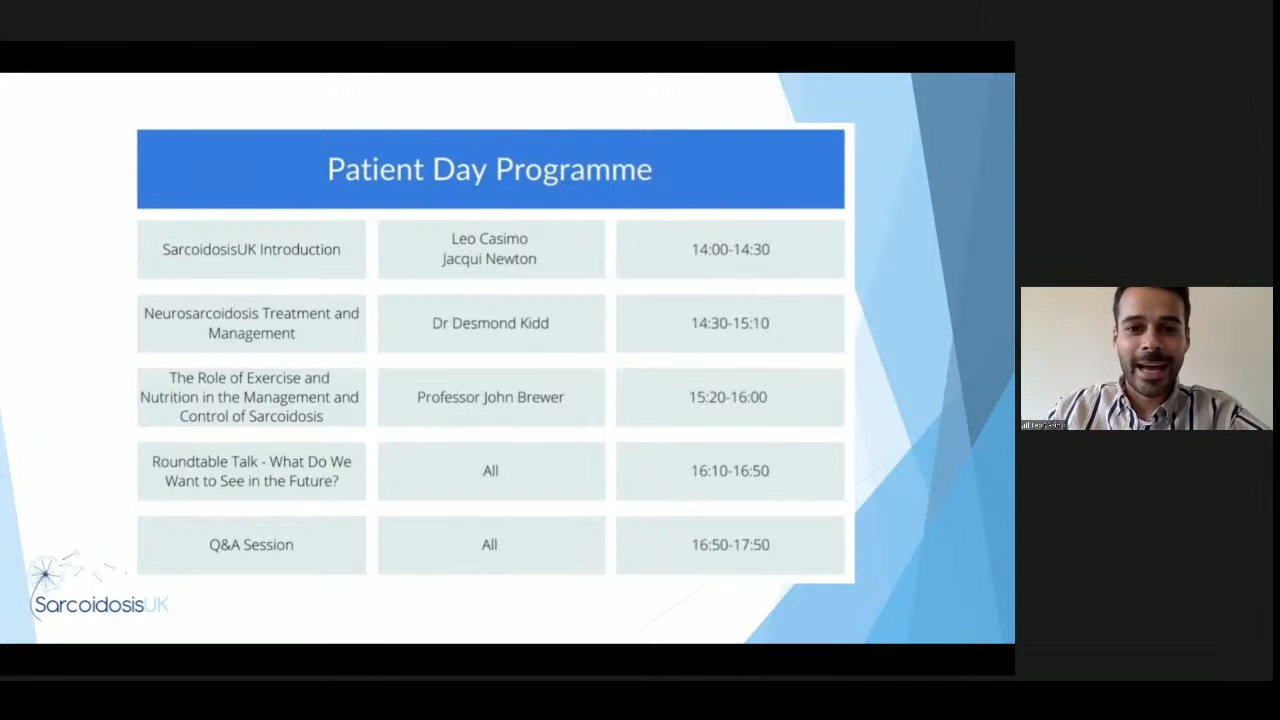 Patient Day Programme
SarcoidosisUK Introduction
Leo Casimo
Jacqui Newton
14:00-14:30
Neurosarcoidosis Treatment and
Management
Dr Desmond Kidd
14:30-15:10
The Role of Exercise and
Nutrition in the Management and
Control of Sarcoidosis
Professor John Brewer
15:20-16:00
Roundtable Talk - What Do We
Want to See in the Future?
All
16:10-16:50
Q&A Session
All
16:50-17:50
SarcoidosisUK
Leo Casimo